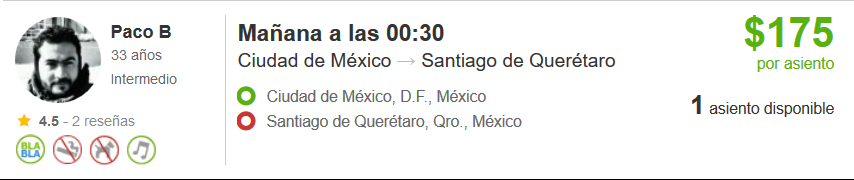 Paco B
33 años
Intermedio
4.5 - 2 reseñas
BLA
BLA
Mañana a las 00:30
Ciudad de México → Santiago de Querétaro
Ciudad de México, D.F., México
Santiago de Querétaro, Qro., México
$175
por asiento
1 asiento disponible